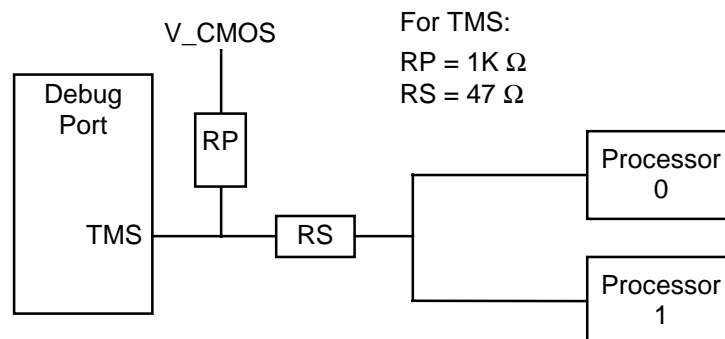 V_CMOS
For TMS:
RP = 1K Ω
RS = 47 Ω
Debug
Port
RP
TMS
RS
Processor
0
Processor
1